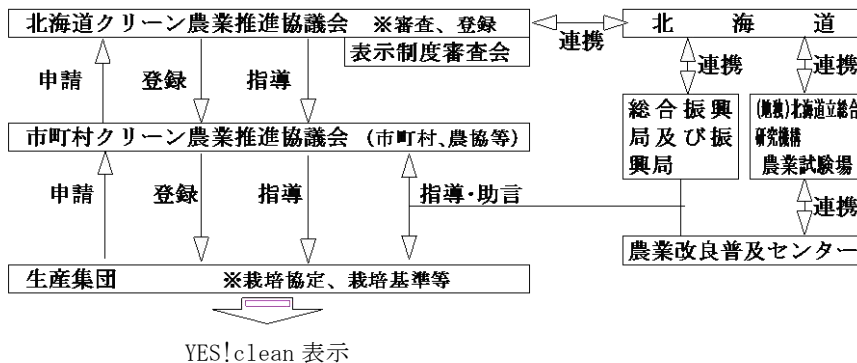 北海道クリーン農業推進協議会 ※審査、登録
表示制度審査会
連携
北海道
申請
登録
指導
連携
連携
総合振興
局及び振
興局
(地独)北海道立総合
研究機構
農業試験場
市町村クリーン農業推進協議会 (市町村、農協等)
申請
登録
指導
指導・助言
連携
農業改良普及センター
生産集団 ※栽培協定、栽培基準等
YES!clean 表示